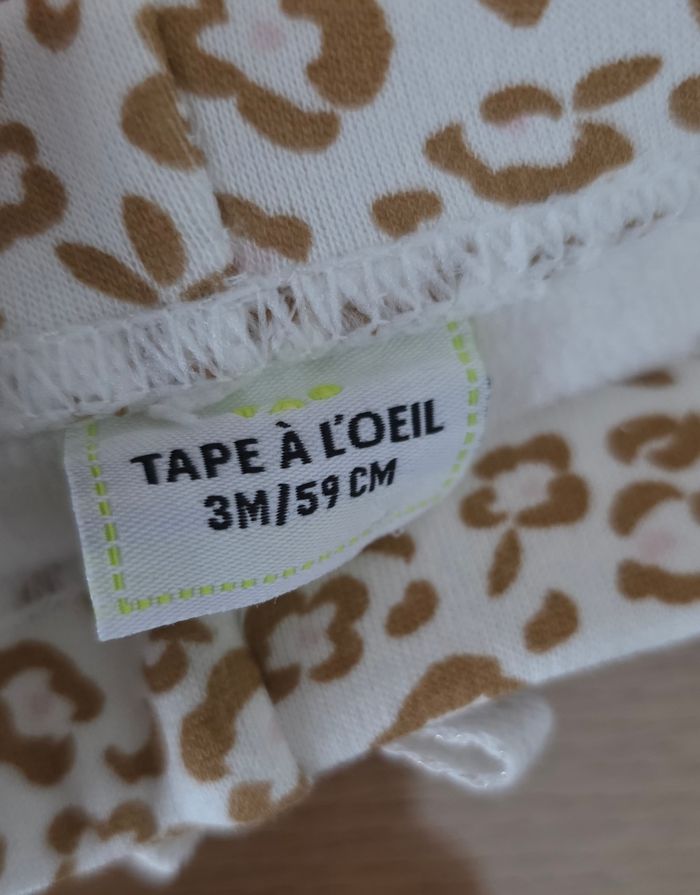 TAPE À L'OEIL
3M/59 CM